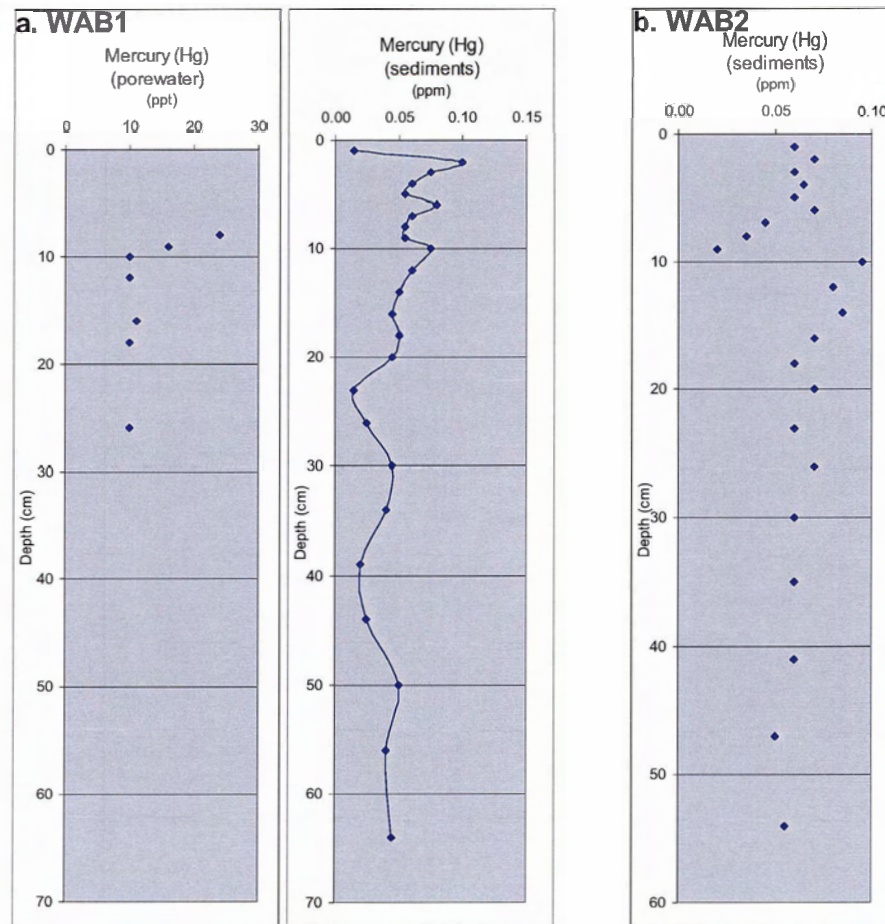 a. WAB1
Mercury (Hg)
(porewater)
(ppt)
0 10 20 30
0
10
20
30
40
50
60
70
Depth (cm)
Mercury (Hg)
(sediments)
(ppm)
0.00 0.05 0.10 0.15
0
10
20
30
40
50
60
70
Depth (cm)
b. WAB2
Mercury (Hg)
(sediments)
(ppm)
0.00 0.05 0.10
0
10
20
30
40
50
60
Depth (cm)